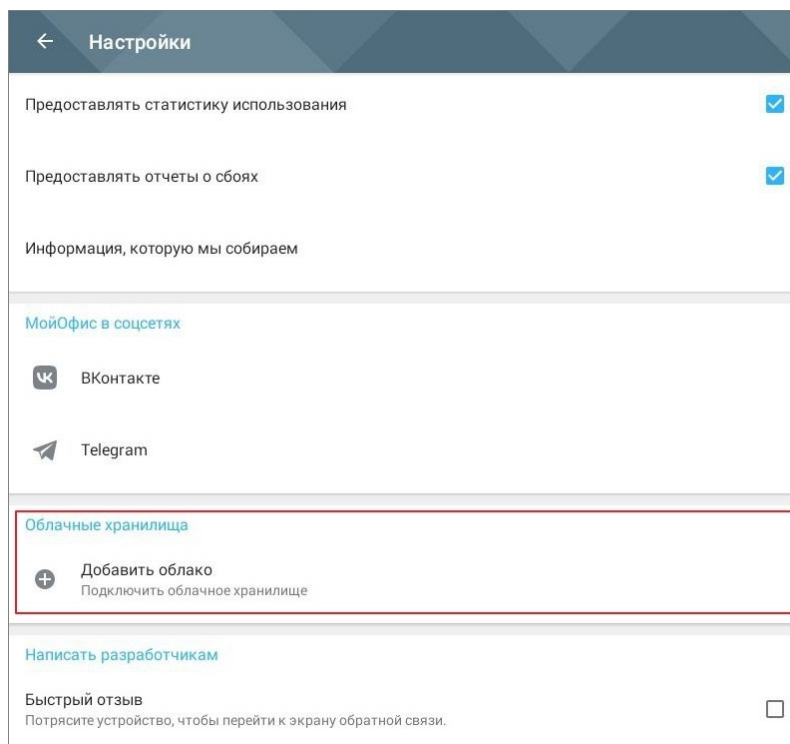 Настройки
Предоставлять статистику использования
Предоставлять отчеты о сбоях
Информация, которую мы собираем
МойОфис в соцсетях
ВКонтакте
Telegram
Облачные хранилища
Добавить облако
Подключить облачное хранилище
Написать разработчикам
Быстрый отзыв
Потрясите устройство, чтобы перейти к экрану обратной связи.